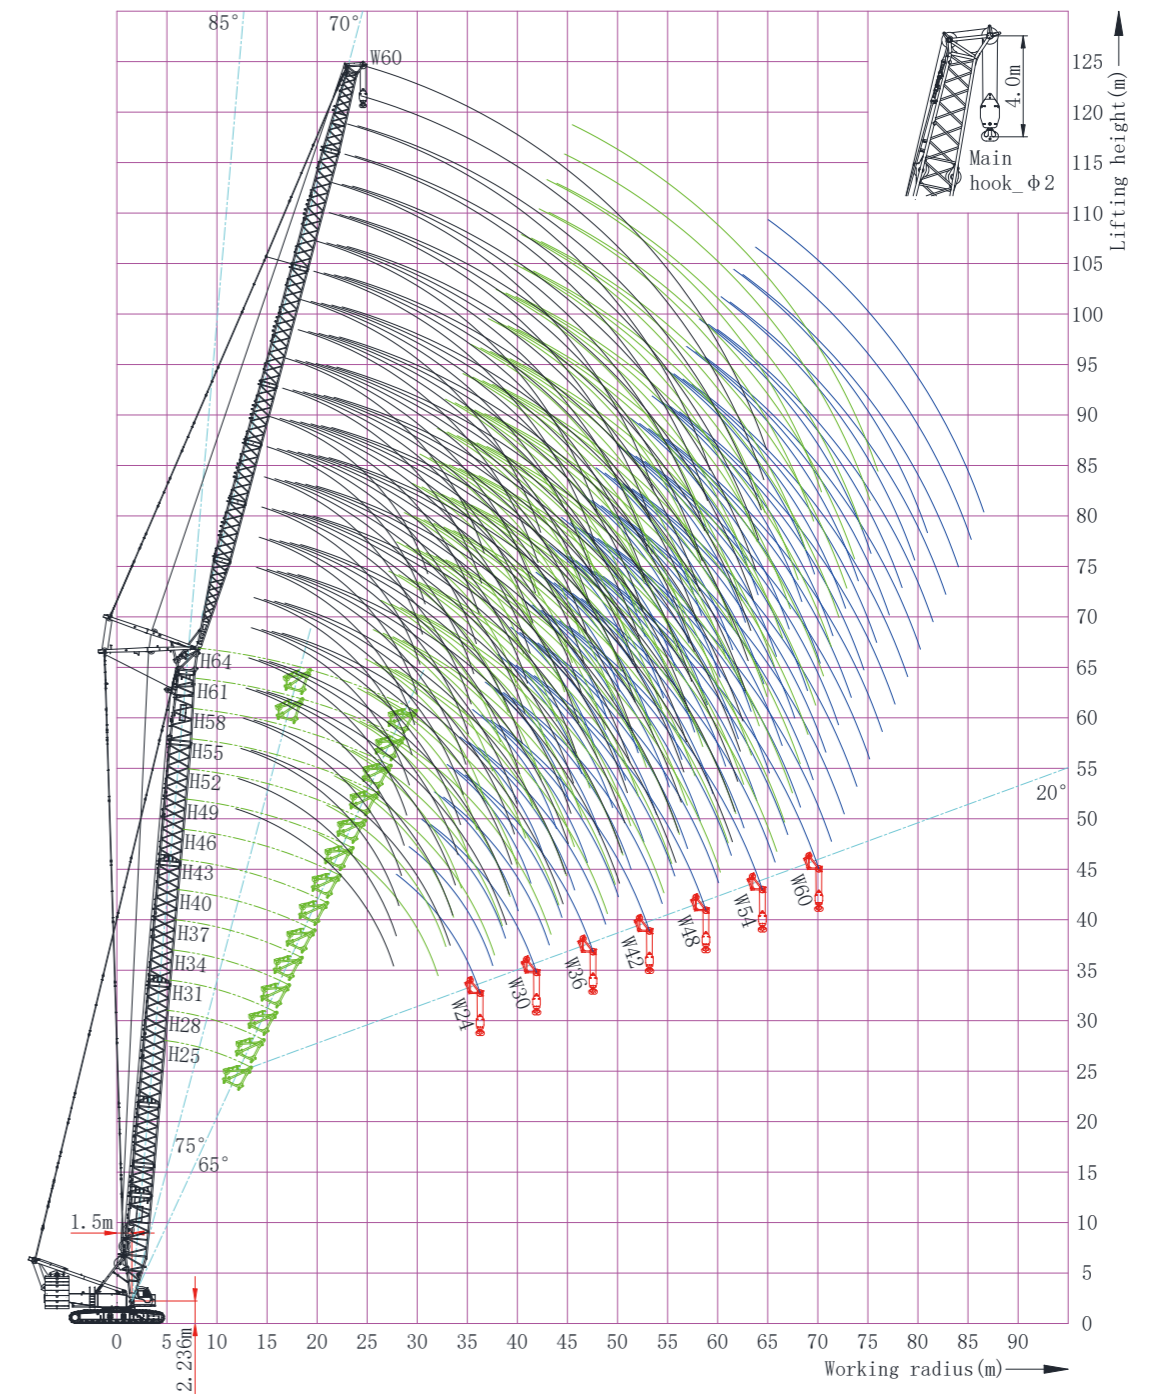 85°
70°
W60
4.0m
Main
hook_ϕ2
Lifting height(m)
125
120
115
110
105
100
95
90
85
80
75
70
65
60
55
50
45
40
35
30
25
20
15
10
5
0
H64
H61
H58
H55
H52
H49
H46
H43
H40
H37
H34
H31
H28
H25
20°
W60
W54
W48
W42
W36
W30
W24
75°
65°
1.5m
2.236m
0 5 10 15 20 25 30 35 40 45 50 55 60 65 70 75 80 85 90
Working radius(m)